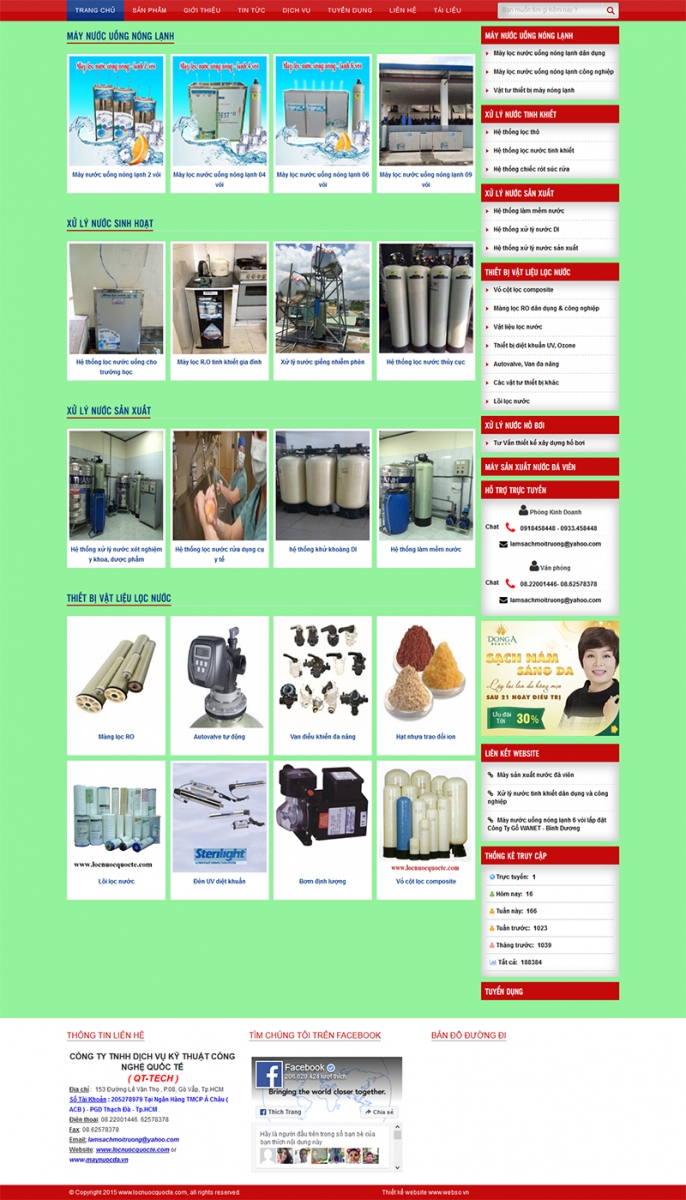 TRANG CHỦ SẢN PHẨM GIỚI THIỆU TIN TỨC DỊCH VỤ TUYỂN DỤNG LIÊN HỆ TÀI LIỆU
Bạn muốn tìm gì hôm nay ?
MÁY NƯỚC UỐNG NÓNG LẠNH
Máy nước uống nóng lạnh 2 vòi
Máy lọc nước uống nóng lạnh 04
vòi
Máy lọc nước uống nóng lạnh 06
vòi
Máy lọc nước uống nóng lạnh 09
vòi
XỬ LÝ NƯỚC SINH HOẠT
Hệ thống lọc nước uống cho
trường học
Máy lọc R.O tinh khiết gia đình
Xử lý nước giếng nhiễm phèn
Hệ thống lọc nước thủy cục
XỬ LÝ NƯỚC SẢN XUẤT
Hệ thống xử lý nước xét nghiệm
y khoa, dược phẩm
Hệ thống lọc nước rửa dụng cụ
y tế
hệ thống khử khoáng DI
Hệ thống làm mềm nước
THIẾT BỊ VẬT LIỆU LỌC NƯỚC
Màng lọc RO
Autovalve tự động
Van điều khiển đa năng
Hạt nhựa trao đổi ion
www.locnuocquocte.com
Lõi lọc nước
Sterilight
Đèn UV diệt khuẩn
Bơm định lượng
www.locnuocquocte.com
Vỏ cột lọc composite
MÁY NƯỚC UỐNG NÓNG LẠNH
Máy lọc nước uống nóng lạnh dân dụng
Máy lọc nước uống nóng lạnh công nghiệp
Vật tư thiết bị máy nóng lạnh
XỬ LÝ NƯỚC TINH KHIẾT
Hệ thống lọc thô
Hệ thống lọc nước tinh khiết
Hệ thống chiếc rót súc rửa
XỬ LÝ NƯỚC SẢN XUẤT
Hệ thống làm mềm nước
Hệ thống xử lý nước DI
Hệ thống xử lý nước sản xuất
THIẾT BỊ VẬT LIỆU LỌC NƯỚC
Vỏ cột lọc composite
Màng lọc RO dân dụng & công nghiệp
Vật liệu lọc nước
Thiết bị diệt khuẩn UV, Ozone
Autovalve, Van đa năng
Các vật tư thiết bị khác
Lõi lọc nước
XỬ LÝ NƯỚC HỒ BƠI
Tư Vấn thiết kế xây dựng hồ bơi
MÁY SẢN XUẤT NƯỚC ĐÁ VIÊN
HỖ TRỢ TRỰC TUYẾN
Phòng Kinh Doanh
Chat 0918458448 - 0933.458448
lamsachmoitruong@yahoo.com
Văn phòng
Chat 08.22001446- 08.62578378
lamsachmoitruong@yahoo.com
DONGA
BEAUTY
SẠCH NÁM
SÁNG DA
Lấy lại làn da hồng mịn
SAU 21 NGÀY ĐIỀU TRỊ
Ưu đãi
Tới 30%
LIÊN KẾT WEBSITE
Máy sản xuất nước đá viên
Xử lý nước tinh khiết dân dụng và công
nghiệp
Máy nước uống nóng lạnh 6 vòi lắp đặt
Công Ty Gỗ WANET - Bình Dương
THỐNG KÊ TRUY CẬP
Trực tuyến: 1
Hôm nay: 16
Tuần này: 166
Tuần trước: 1023
Tháng trước: 1039
Tất cả: 188384
TUYỂN DỤNG
THÔNG TIN LIÊN HỆ
CÔNG TY TNHH DỊCH VỤ KỸ THUẬT CÔNG
NGHỆ QUỐC TẾ
( QT-TECH )
Địa chỉ : 153 Đường Lê Văn Thọ , P.08, Gò Vấp, Tp.HCM
Số Tài Khoản : 205278979 Tại Ngân Hàng TMCP Á Châu (
ACB ) - PGD Thạch Đà - Tp.HCM .
Điện thoại: 08.22001446. 62578378
Fax: 08.62578378
Email: lamsachmoitruong@yahoo.com
Website: www.locnuocquocte.com or
www.maynuocda.vn
TÌM CHÚNG TÔI TRÊN FACEBOOK
Facebook
206.629.424 lượt thích
Bringing the world closer together.
Thích Trang Chia sẻ
Hãy là người đầu tiên trong số bạn bè của
bạn thích nội dung này
BẢN ĐỒ ĐƯỜNG ĐI
© Copyright 2015 www.locnuocquocte.com, all rights reserved.
Thiết kế website www.webso.vn